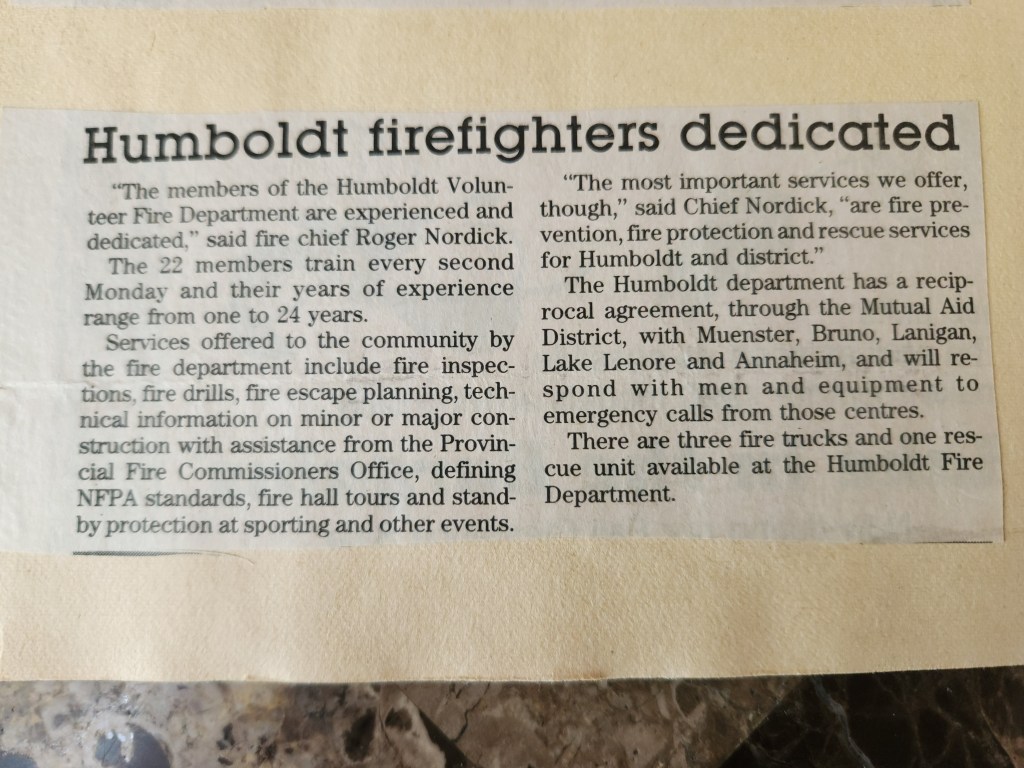 Humboldt firefighters dedicated
"The members of the Humboldt Volun-
teer Fire Department are experienced and
dedicated," said fire chief Roger Nordick.
The 22 members train every second
Monday and their years of experience
range from one to 24 years.
Services offered to the community by
the fire department include fire inspec-
tions, fire drills, fire escape planning, tech-
nical information on minor or major con-
struction with assistance from the Provin-
cial Fire Commissioners Office, defining
NFPA standards, fire hall tours and stand-
by protection at sporting and other events.
"The most important services we offer,
though," said Chief Nordick, "are fire pre-
vention, fire protection and rescue services
for Humboldt and district."
The Humboldt department has a recip-
rocal agreement, through the Mutual Aid
District, with Muenster, Bruno, Lanigan,
Lake Lenore and Annaheim, and will re-
spond with men and equipment to
emergency calls from those centres.
There are three fire trucks and one res-
cue unit available at the Humboldt Fire
Department.